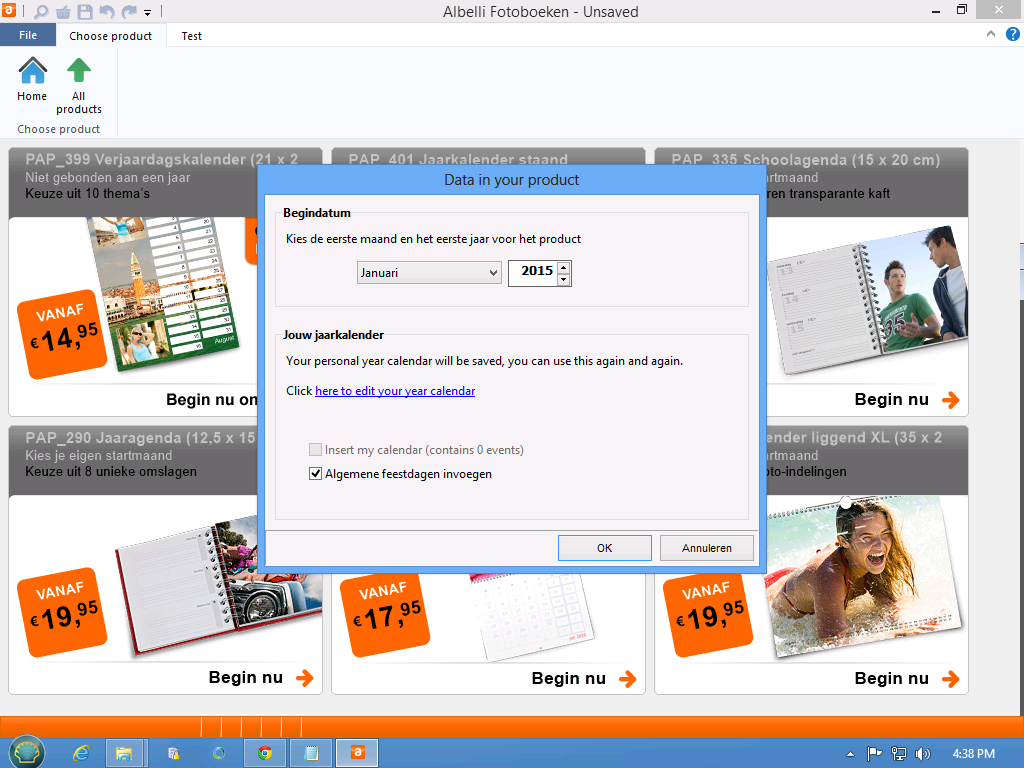 Albelli Fotoboeken - Unsaved
File
Choose product
Test
Home
All
products
Choose product
PAP_399 Verjaardagskalender (21 x 2
Niet gebonden aan een jaar
Keuze uit 10 thema's
VANAF
€14,95
August
Begin nu
PAP_401 Jaarkalender staand
PAP_335 Schoolagenda (15 x 20 cm)
artmaand
ren transparante kaft
Begin nu
Data in your product
Begindatum
Kies de eerste maand en het eerste jaar voor het product
Januari
2015
Jouw jaarkalender
Your personal year calendar will be saved, you can use this again and again.
Click here to edit your year calendar
Insert my calendar (contains 0 events)
Algemene feestdagen invoegen
OK
Annuleren
PAP_290 Jaaragenda (12,5 x 15
Kies je eigen startmaand
Keuze uit 8 unieke omslagen
VANAF
€19,95
Begin nu
VANAF
€17,95
Begin nu
ender liggend XL (35 x 2
artmaand
oto-indelingen
VANAF
€19,95
Begin nu
4:38 PM